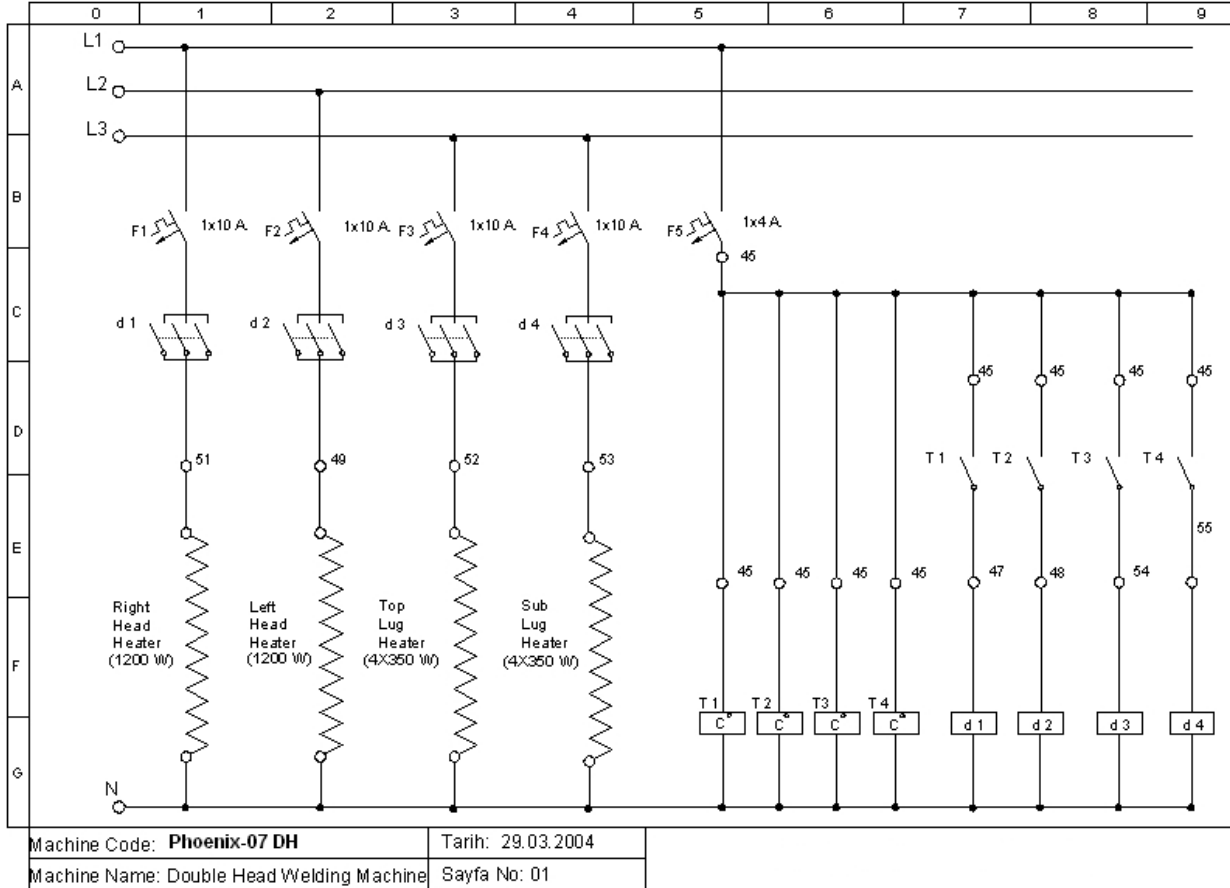 0 1 2 3 4 5 6 7 8 9
A
B
C
D
E
F
G
L1
L2
L3
F1 1x10 A. F2 1x10 A. F3 1x10 A. F4 1x10 A. F5 1x4 A.
45
d 1 d 2 d 3 d 4
45 45 45 45
51 49 52 53
T 1 T 2 T 3 T 4
55
45 45 45 45 47 48 54
Right
Head
Heater
(1200 W)
Left
Head
Heater
(1200 W)
Top
Lug
Heater
(4X350 W)
Sub
Lug
Heater
(4X350 W)
T 1 T 2 T3 T 4
C° C° C° C° d 1 d 2 d 3 d 4
N
Machine Code: Phoenix-07 DH Tarih: 29.03.2004
Machine Name: Double Head Welding Machine Sayfa No: 01